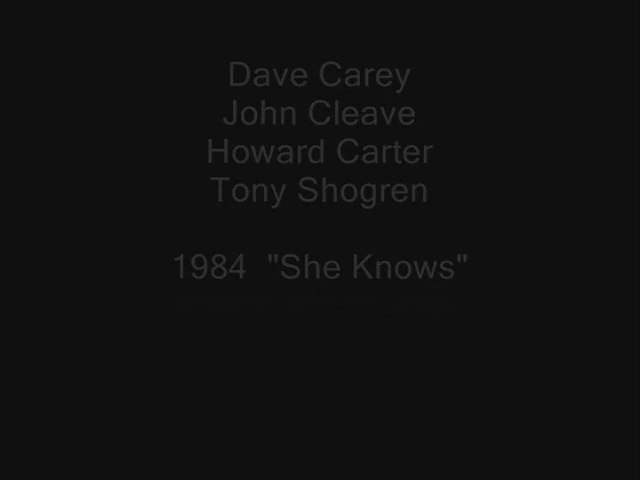 Dave Carey
John Cleave
Howard Carter
Tony Shogren
1984 "She Knows"